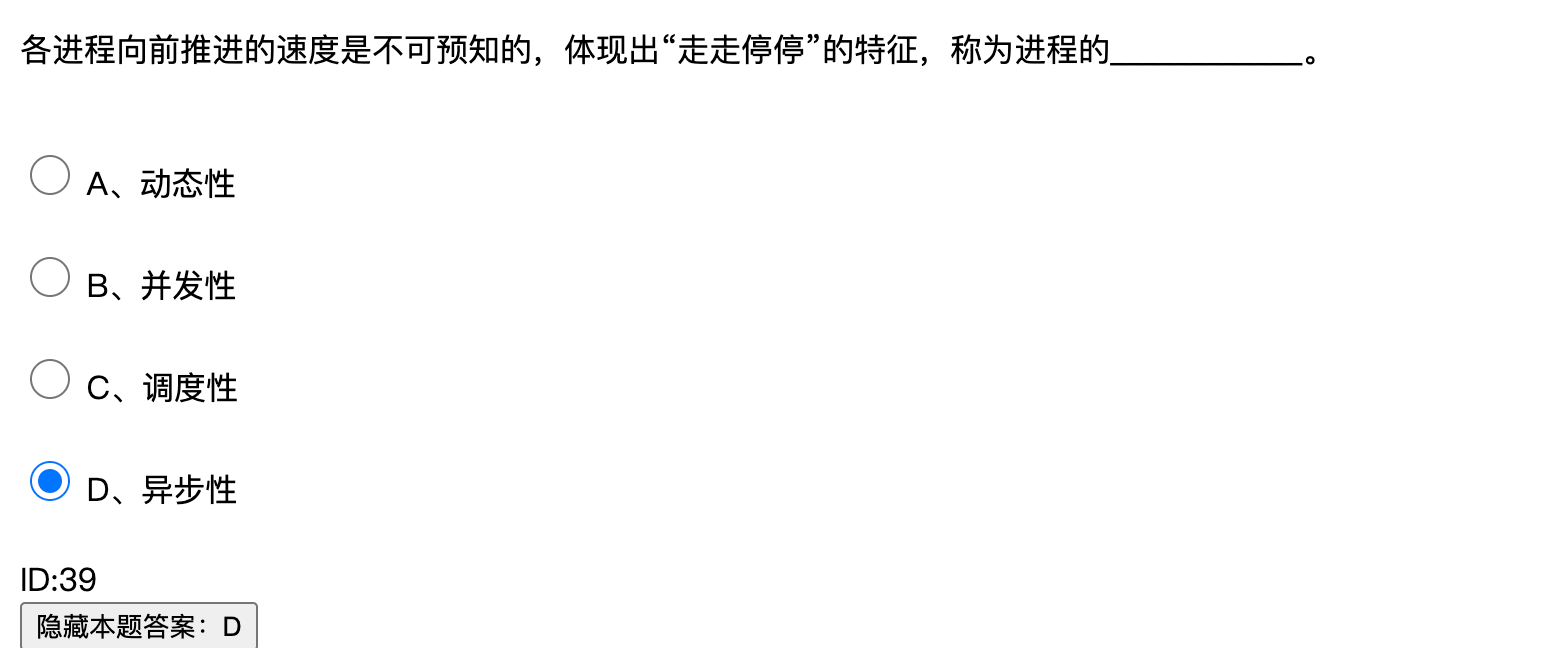 各进程向前推进的速度是不可预知的，体现出“走走停停”的特征，称为进程的____________。
A、动态性
B、并发性
C、调度性
D、异步性
ID:39
隐藏本题答案：D